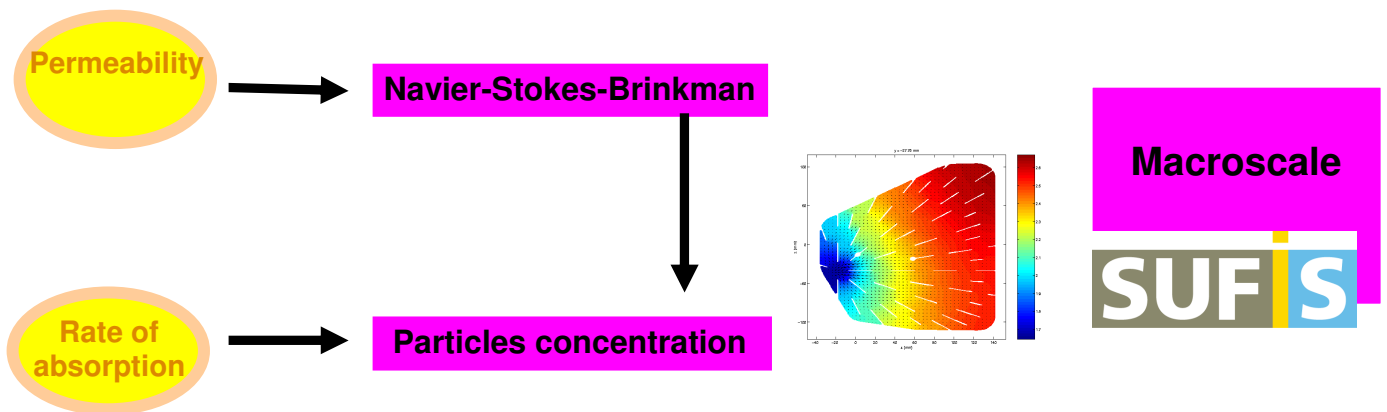 Permeability
Navier-Stokes-Brinkman
Macroscale
SUFiS
Rate of
absorption
Particles concentration